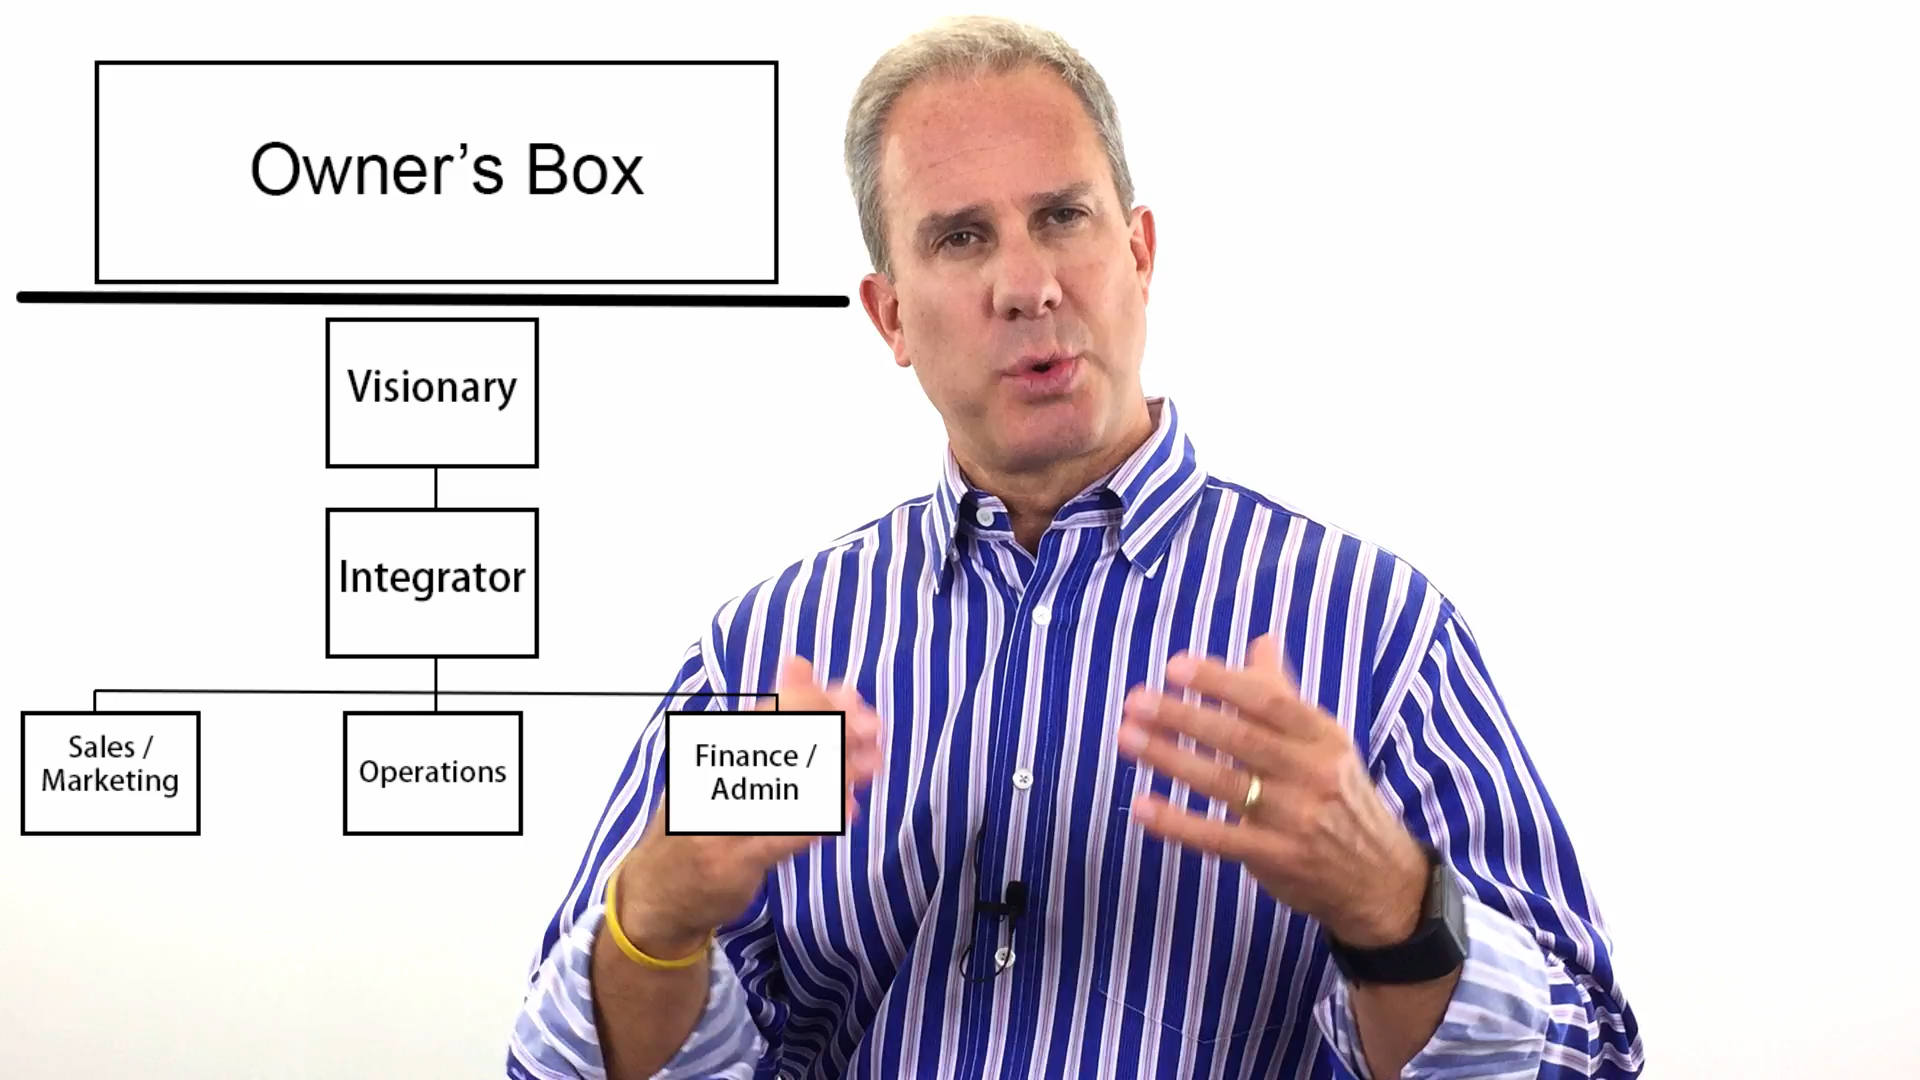 Owner’s Box
Visionary
Integrator
Sales /
Marketing
Operations
Finance /
Admin